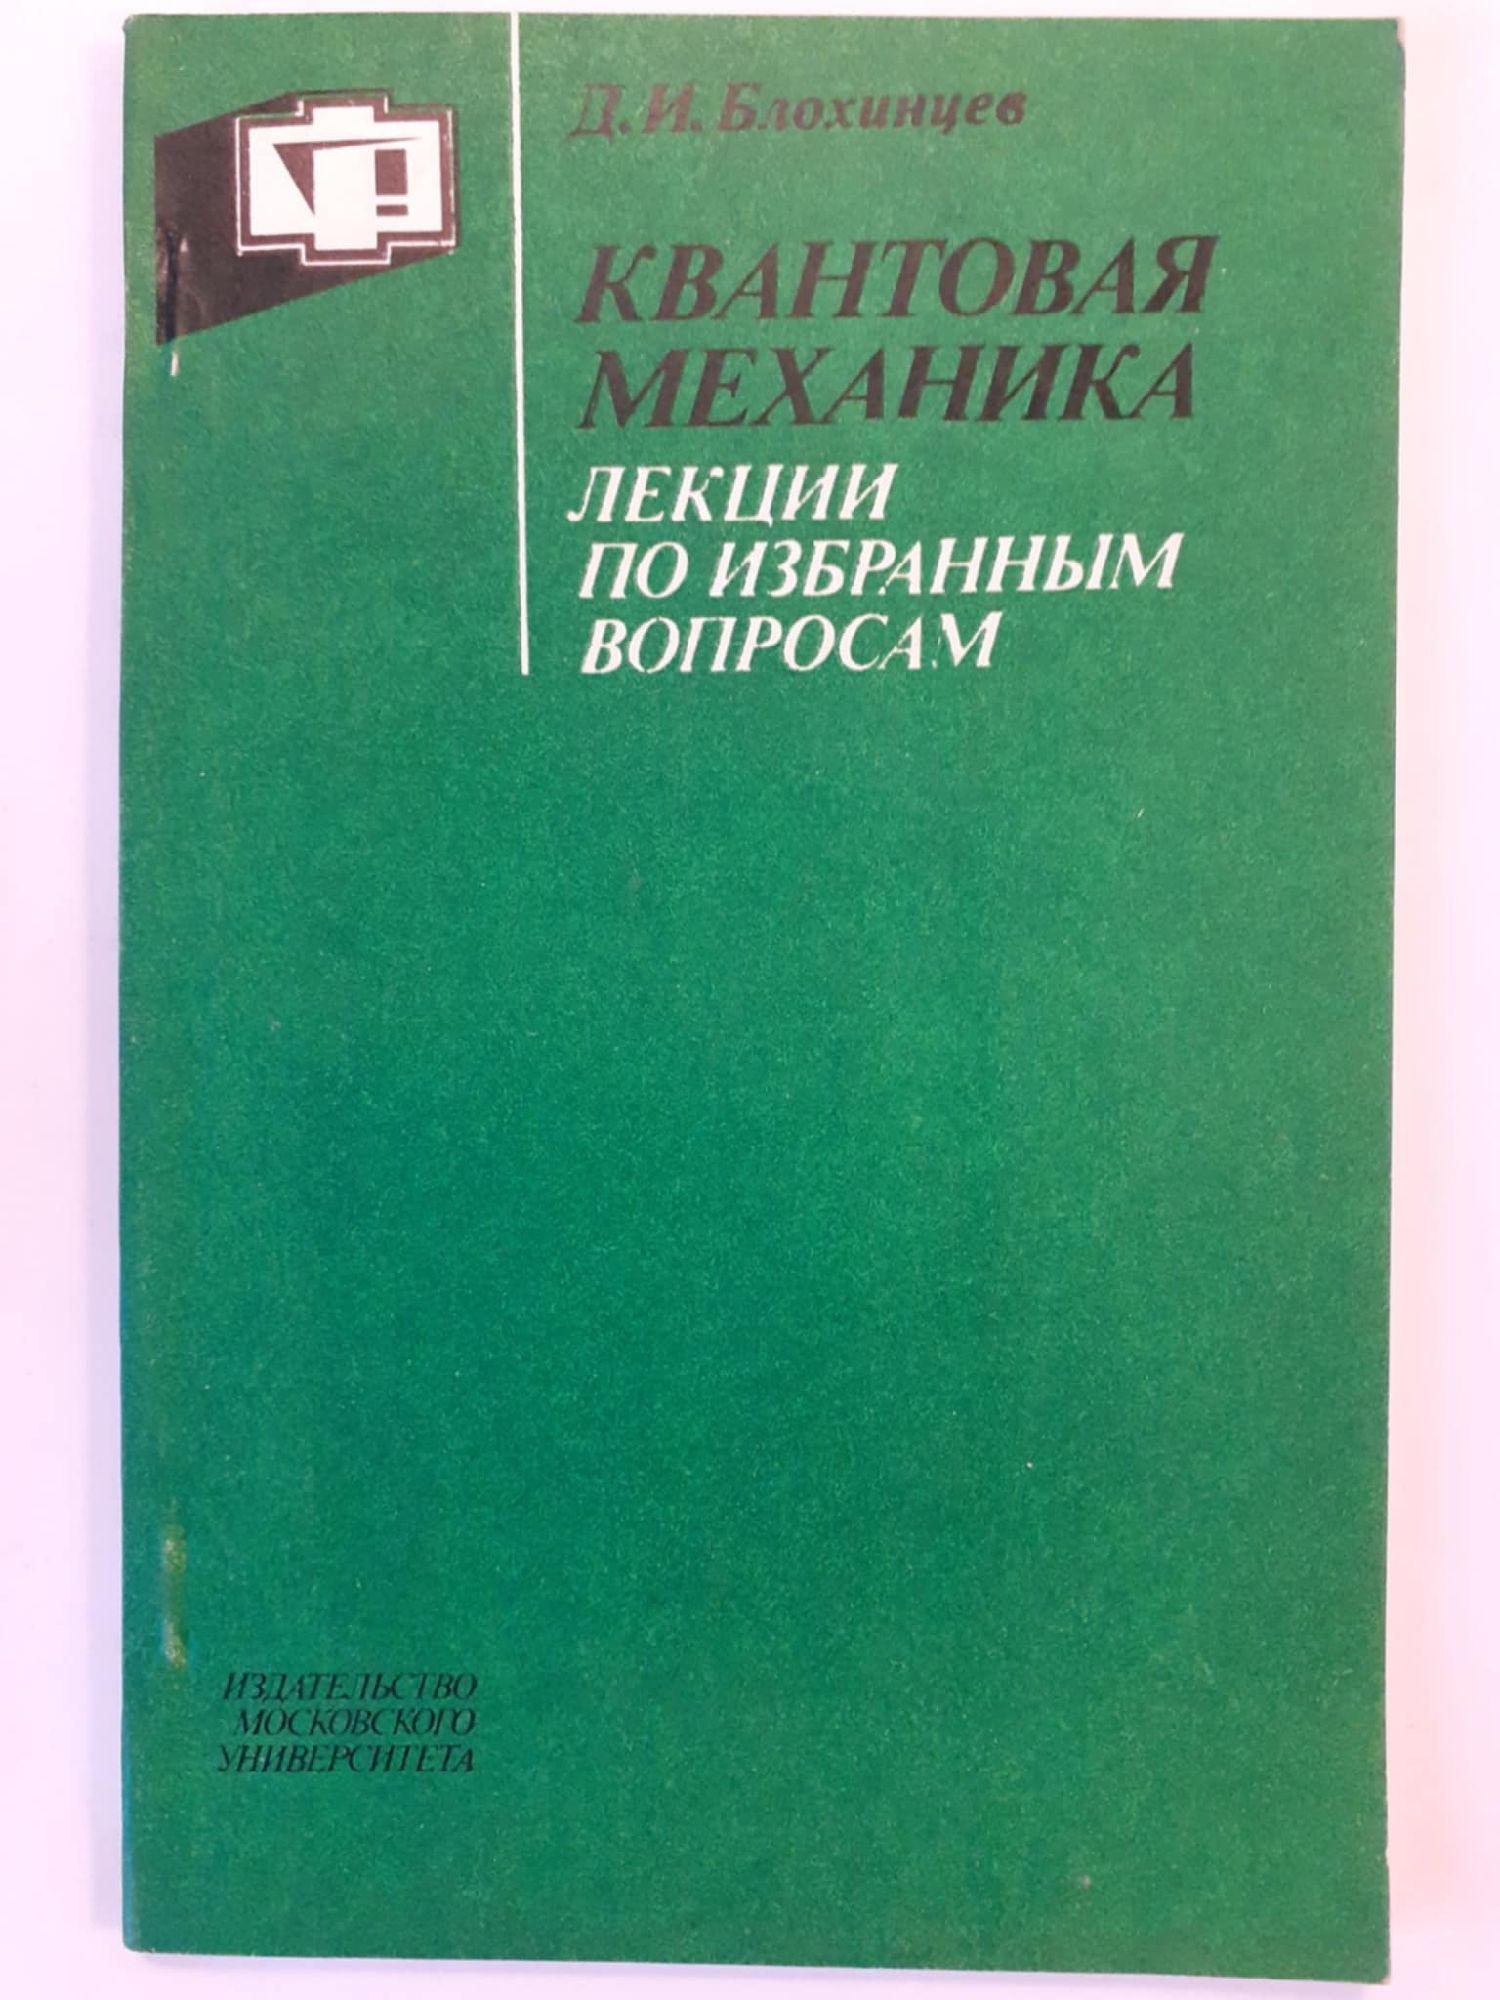 Д. И. Блохинцев
КВАНТОВАЯ
МЕХАНИКА
ЛЕКЦИИ
ПО ИЗБРАННЫМ
ВОПРОСАМ
ИЗДАТЕЛЬСТВО
МОСКОВСКОГО
УНИВЕРСИТЕТА